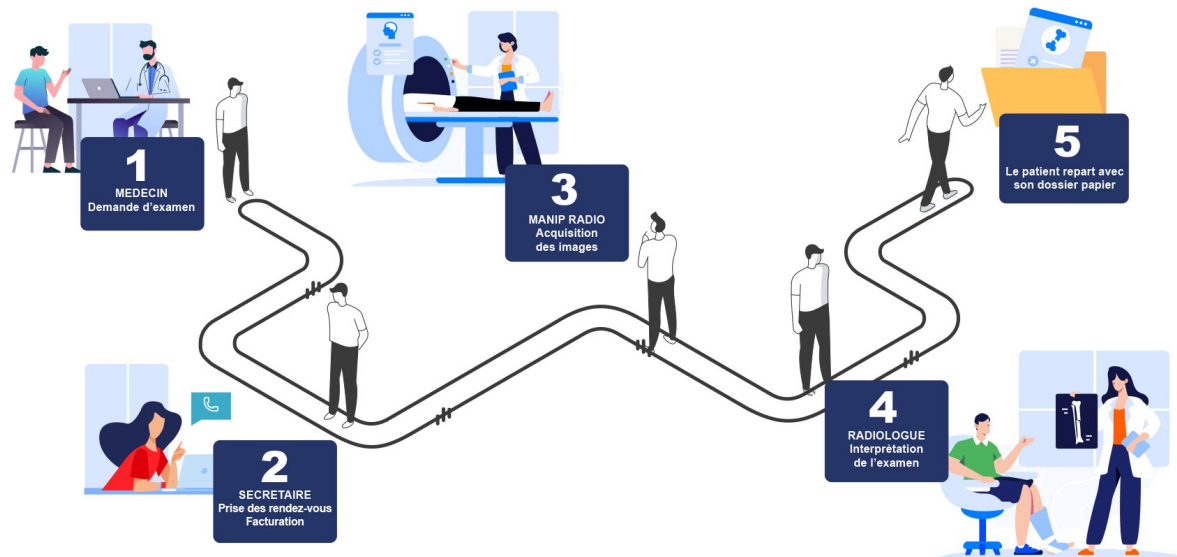 1
MEDECIN
Demande d'examen
2
SECRETAIRE
Prise des rendez-vous
Facturation
3
MANIP RADIO
Acquisition
des images
4
RADIOLOGUE
Interprètation
de l'examen
5
Le patient repart avec
son dossier papier